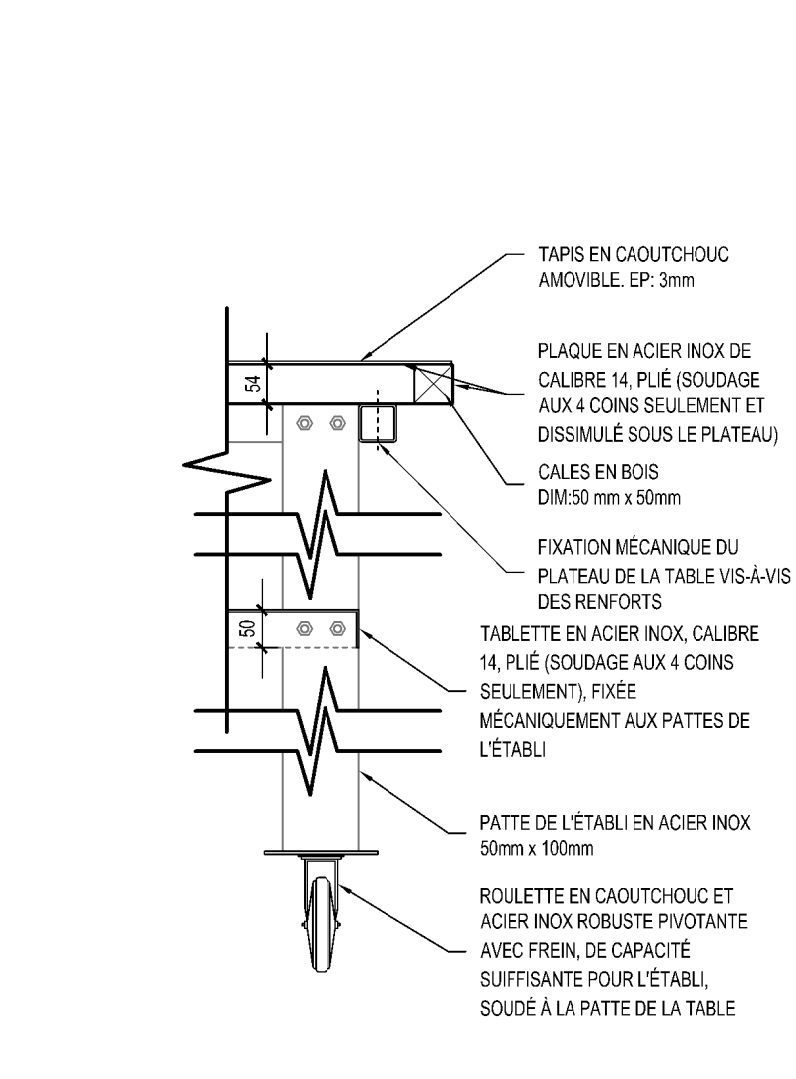 TAPIS EN CAOUTCHOUC
AMOVIBLE. EP: 3mm
PLAQUE EN ACIER INOX DE
CALIBRE 14, PLIÉ (SOUDAGE
AUX 4 COINS SEULEMENT ET
DISSIMULÉ SOUS LE PLATEAU)
54
CALES EN BOIS
DIM:50 mm x 50mm
FIXATION MÉCANIQUE DU
PLATEAU DE LA TABLE VIS-À-VIS
DES RENFORTS
50
TABLETTE EN ACIER INOX, CALIBRE
14, PLIÉ (SOUDAGE AUX 4 COINS
SEULEMENT), FIXÉE
MÉCANIQUEMENT AUX PATTES DE
L'ÉTABLI
PATTE DE L'ÉTABLI EN ACIER INOX
50mm x 100mm
ROULETTE EN CAOUTCHOUC ET
ACIER INOX ROBUSTE PIVOTANTE
AVEC FREIN, DE CAPACITÉ
SUIFFISANTE POUR L'ÉTABLI,
SOUDÉ À LA PATTE DE LA TABLE